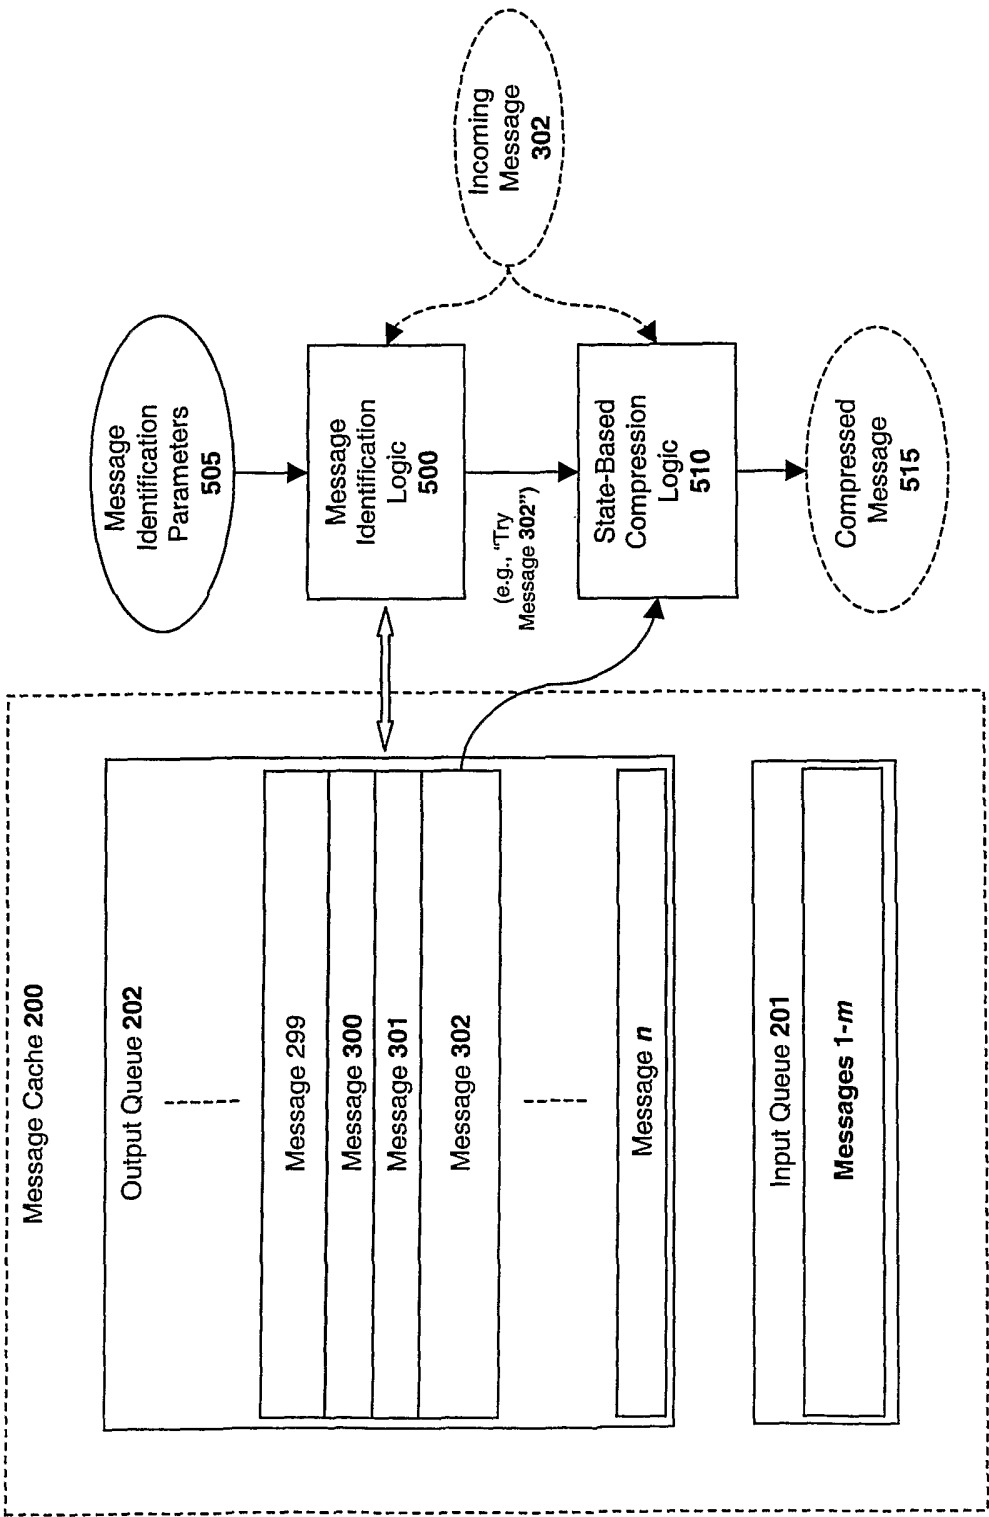 Message Cache 200
Output Queue 202
Message 299
Message 300
Message 301
Message 302
Message n
Input Queue 201
Messages 1-m
Message
Identification
Parameters
505
Message
Identification
Logic
500
(e.g., “Try
Message 302”)
State-Based
Compression
Logic
510
Compressed
Message
515
Incoming
Message
302